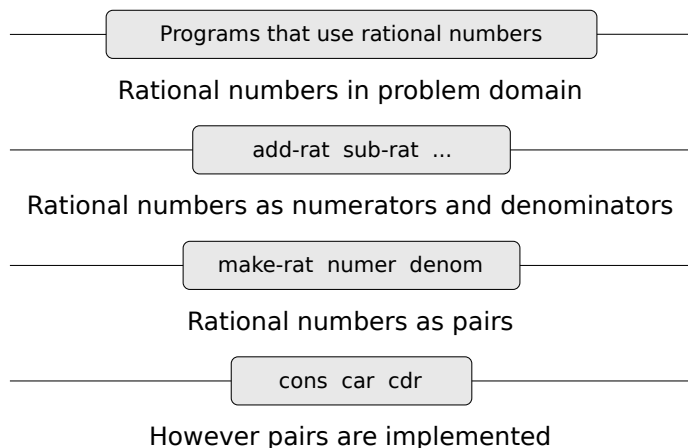 Programs that use rational numbers
Rational numbers in problem domain
add-rat sub-rat ...
Rational numbers as numerators and denominators
make-rat numer denom
Rational numbers as pairs
cons car cdr
However pairs are implemented